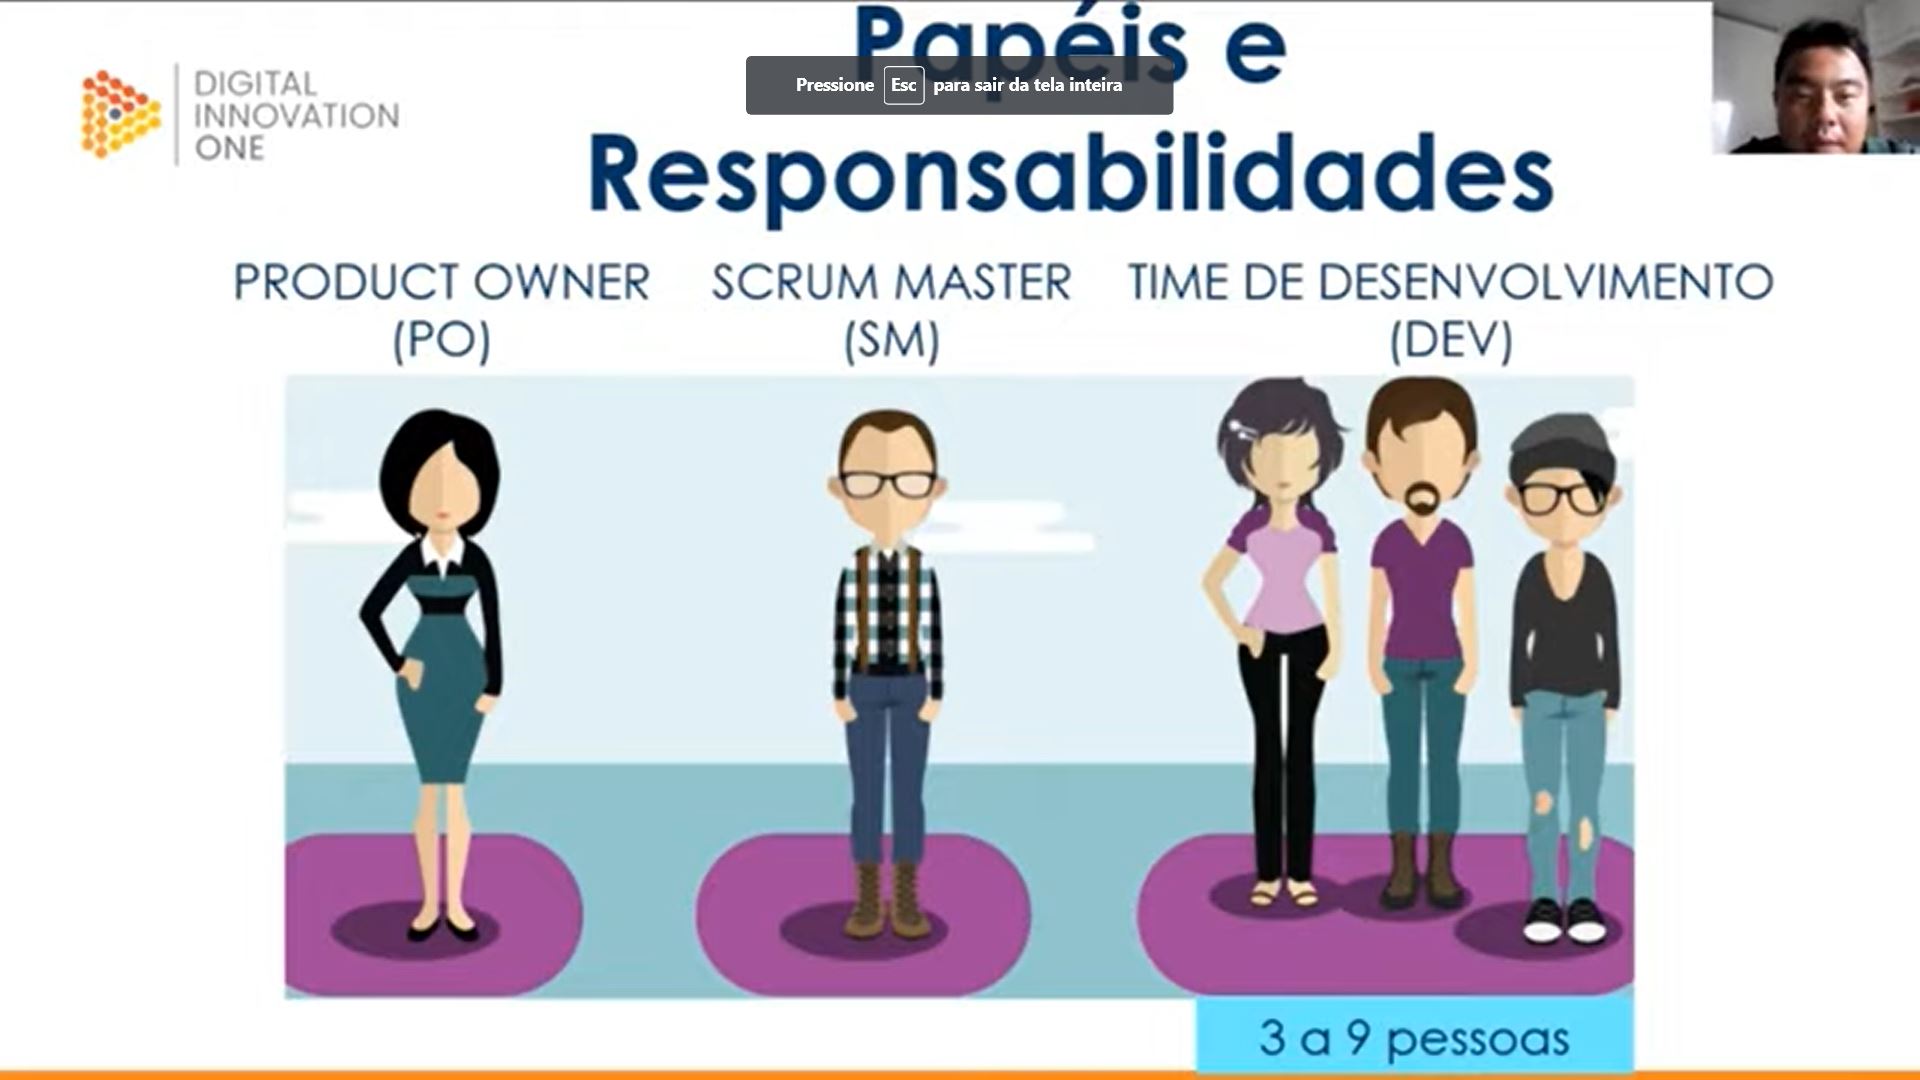 Papéis e
Pressione Esc para sair da tela inteira
DIGITAL
INNOVATION
ONE
Responsabilidades
PRODUCT OWNER
(PO)
SCRUM MASTER
(SM)
TIME DE DESENVOLVIMENTO
(DEV)
3 a 9 pessoas